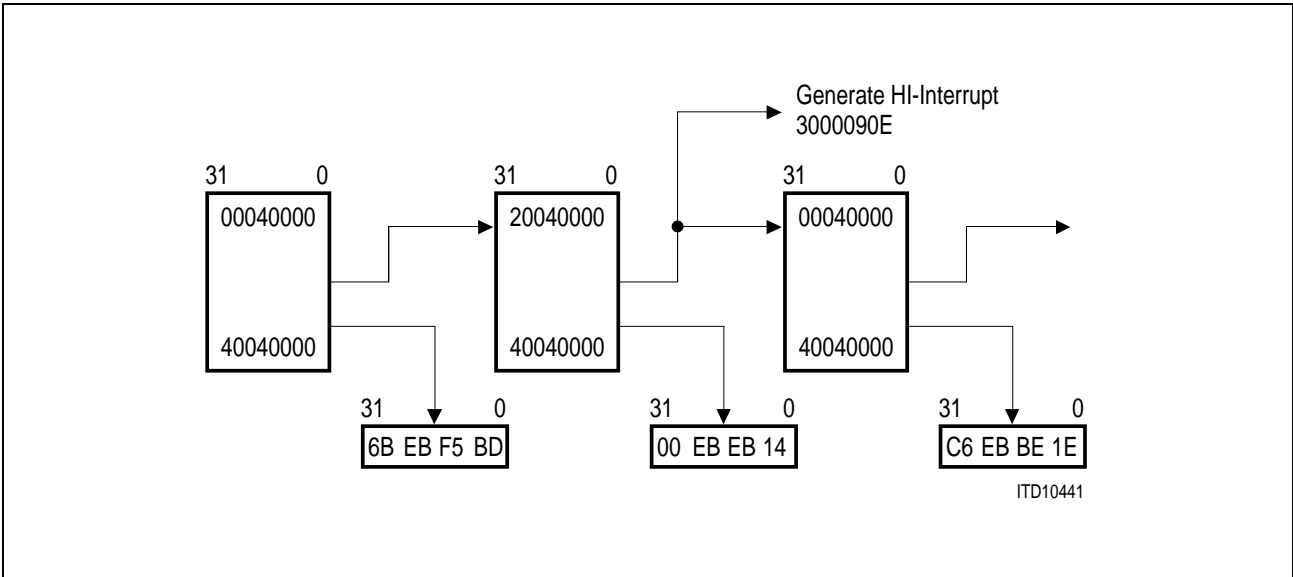 Generate HI-Interrupt
3000090E
31 0
31 0
31 0
00040000
20040000
00040000
40040000
40040000
40040000
31 0
31 0
31 0
6B EB F5 BD
00 EB EB 14
C6 EB BE 1E
ITD10441